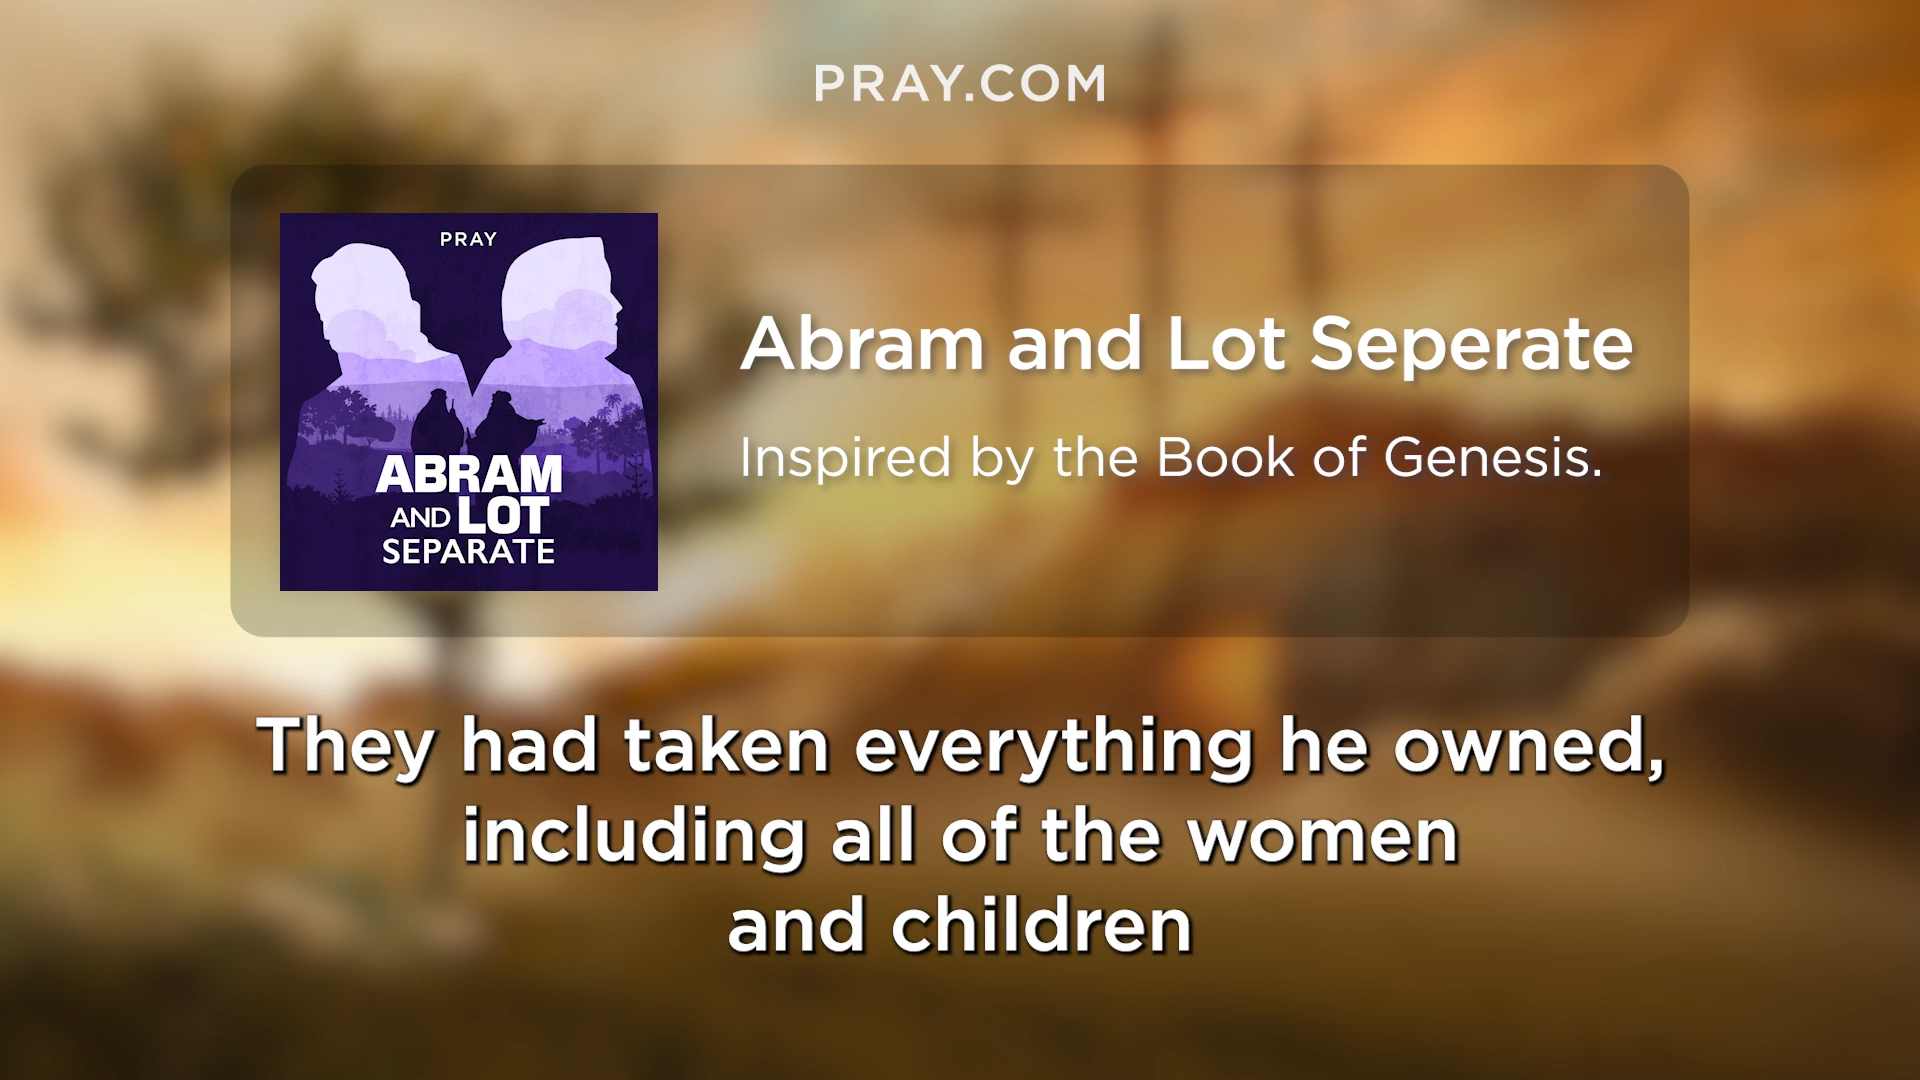 PRAY.COM
PRAY
ABRAM
AND LOT
SEPARATE
Abram and Lot Seperate
Inspired by the Book of Genesis.
They had taken everything he owned,
including all of the women
and children